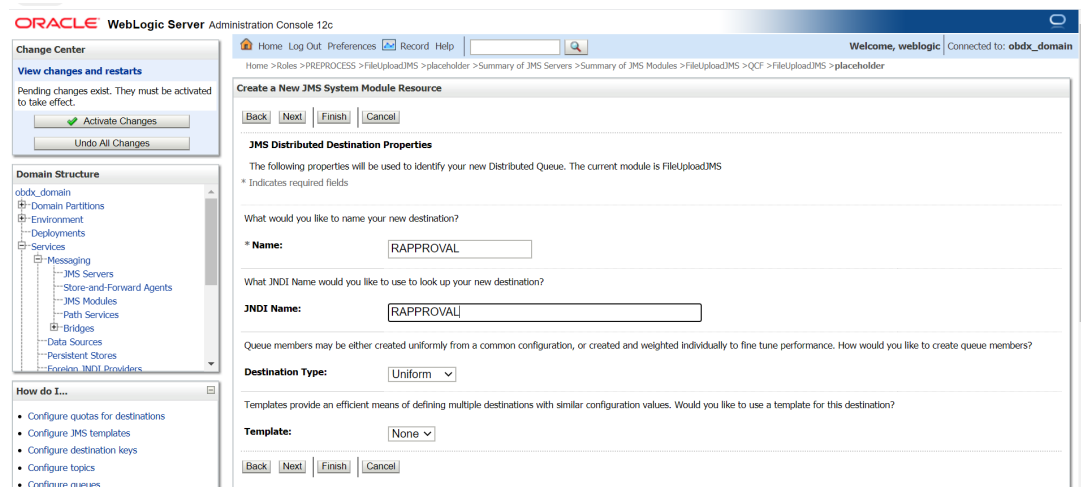 ORACLE WebLogic Server Administration Console 12c
Change Center
View changes and restarts
Pending changes exist. They must be activated
to take effect.
Activate Changes
Undo All Changes
Domain Structure
obdx_domain
Domain Partitions
Environment
Deployments
Services
Messaging
JMS Servers
Store-and-Forward Agents
JMS Modules
Path Services
Bridges
Data Sources
Persistent Stores
Foreign JNDI Providers
How do I...
Configure quotas for destinations
Configure JMS templates
Configure destination keys
Configure topics
Configure queues
Home Log Out Preferences Record Help
Welcome, weblogic Connected to: obdx_domain
Home >Roles >PREPROCESS >FileUploadJMS >placeholder >Summary of JMS Servers >Summary of JMS Modules >FileUploadJMS >QCF >FileUploadJMS >placeholder
Create a New JMS System Module Resource
Back Next Finish Cancel
JMS Distributed Destination Properties
The following properties will be used to identify your new Distributed Queue. The current module is FileUploadJMS
* Indicates required fields
What would you like to name your new destination?
* Name: RAPPROVAL
What JNDI Name would you like to use to look up your new destination?
JNDI Name: RAPPROVAL
Queue members may be either created uniformly from a common configuration, or created and weighted individually to fine tune performance. How would you like to create queue members?
Destination Type: Uniform
Templates provide an efficient means of defining multiple destinations with similar configuration values. Would you like to use a template for this destination?
Template: None
Back Next Finish Cancel